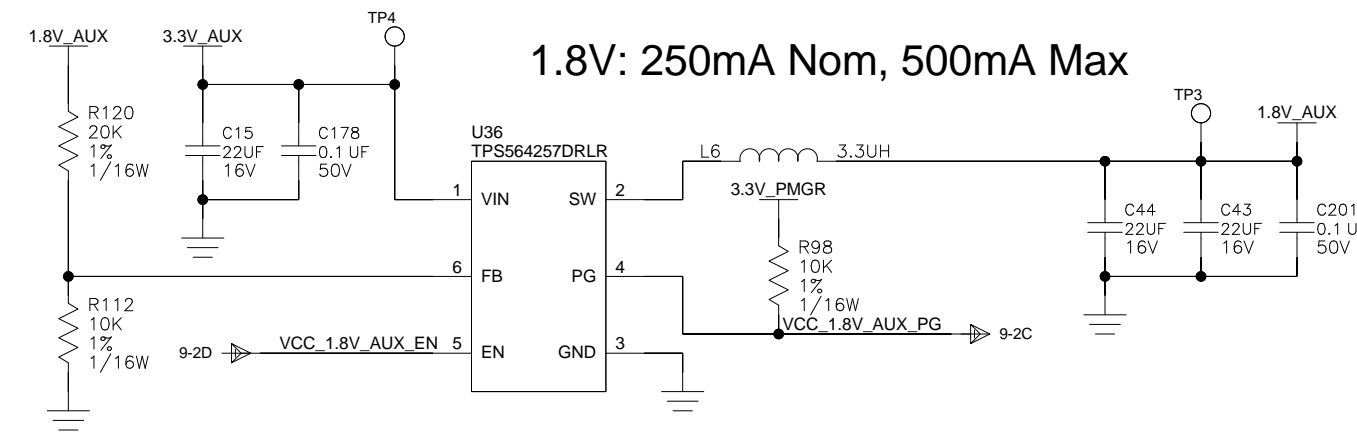 1.8V_AUX
3.3V_AUX
TP4
1.8V: 250mA Nom, 500mA Max
TP3
1.8V_AUX
R120
20K
1%
1/16W
C15
22UF
16V
C178
0.1UF
50V
U36
TPS564257DRLR
L6
3.3UH
1
VIN
SW
2
3.3V_PMGR
R98
10K
1%
1/16W
C44
22UF
16V
C43
22UF
16V
C201
0.1U
50V
6
FB
PG
4
R112
10K
1%
1/16W
VCC_1.8V_AUX_PG
9-2C
9-2D
VCC_1.8V_AUX_EN
5
EN
GND
3